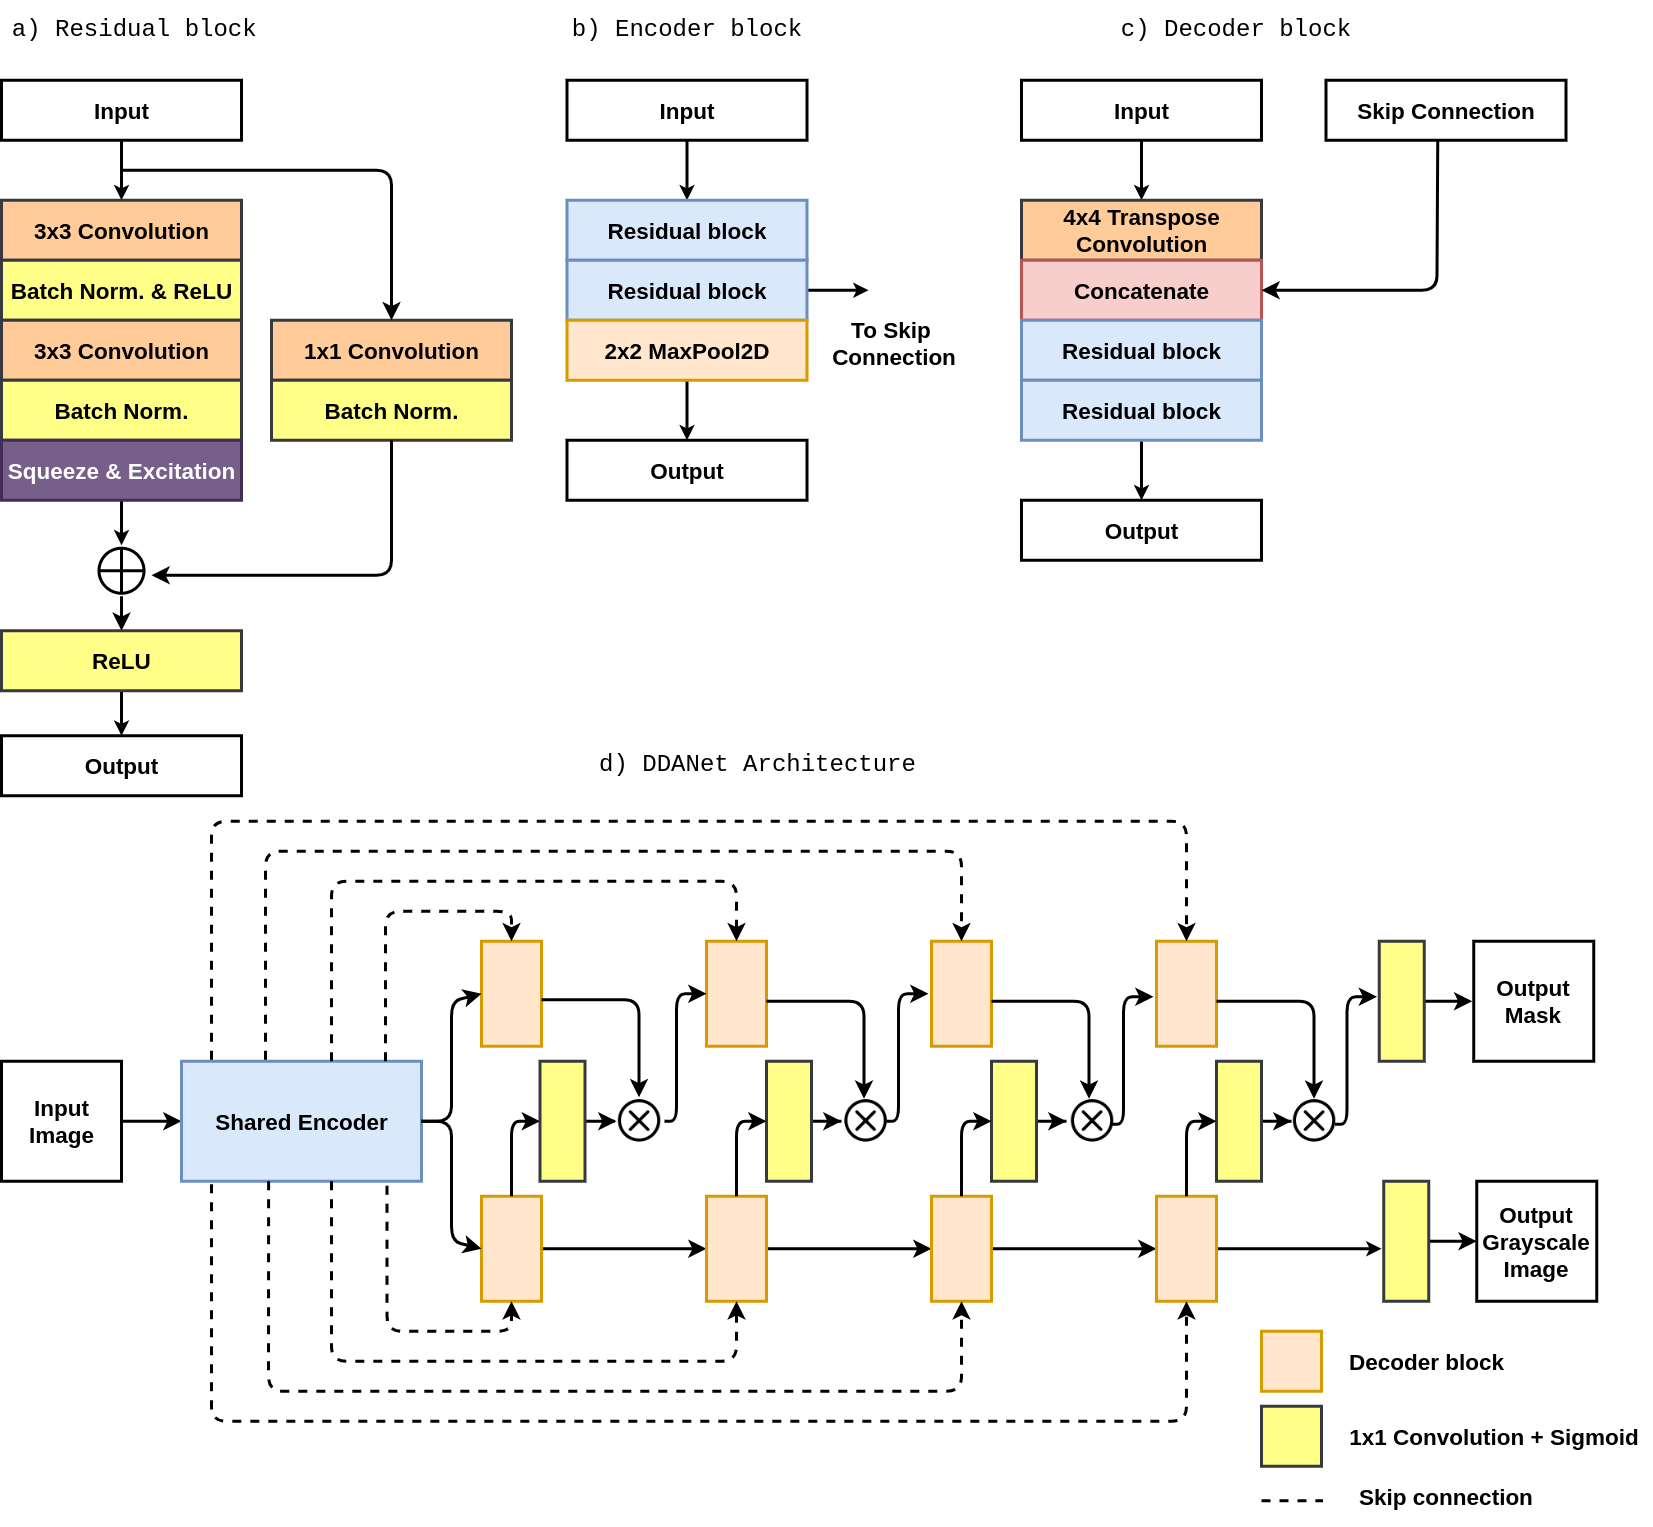 a) Residual block
Input
3x3 Convolution
Batch Norm. & ReLU
3x3 Convolution
Batch Norm.
Squeeze & Excitation
1x1 Convolution
Batch Norm.
ReLU
Output
b) Encoder block
Input
Residual block
Residual block
2x2 MaxPool2D
To Skip
Connection
Output
c) Decoder block
Input
Skip Connection
4x4 Transpose
Convolution
Concatenate
Residual block
Residual block
Output
d) DDANet Architecture
Input
Image
Shared Encoder
Output
Mask
Output
Grayscale
Image
Decoder block
1x1 Convolution + Sigmoid
Skip connection